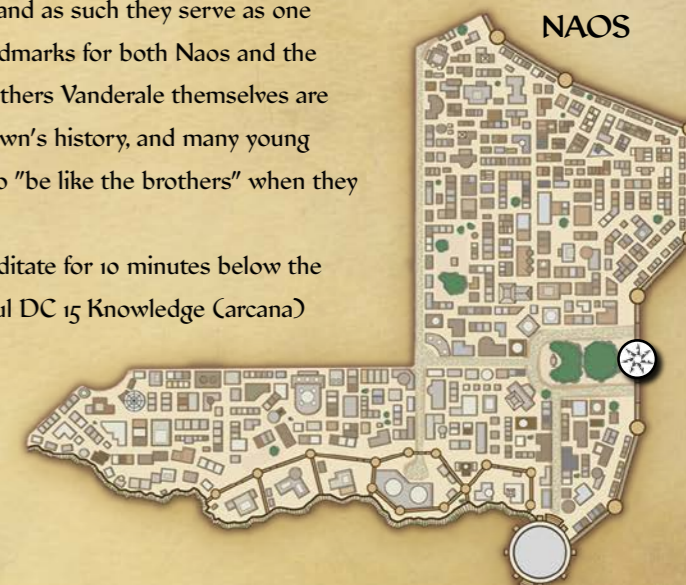 and as such they serve as one
NAOS
dmarks for both Naos and the
thers Vanderale themselves are
wn's history, and many young
o "be like the brothers" when they
ditate for 10 minutes below the
ul DC 15 Knowledge (arcana)